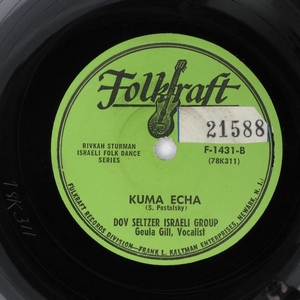 Folkraft
RIVKAH STURMAN
ISRAELI FOLK DANCE
SERIES
21588
F-1431-B
(78K311)
KUMA ECHA
(S. Postolsky)
DOV SELTZER ISRAELI GROUP
Geula Gill, Vocalist
FOLKRAFT RECORDS DIVISION—FRANK L. KALTMAN ENTERPRISES, NEWARK, N.J.
78K311